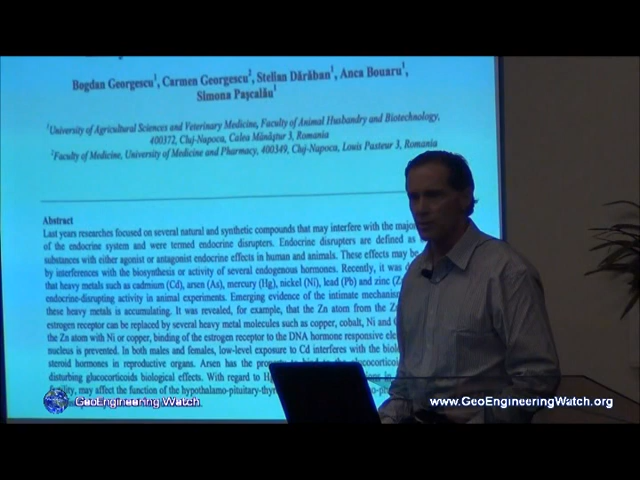 Bogdan Georgescu1, Carmen Georgescu2, Stelian Dărăban1, Anca Bouaru1,
Simona Paşcalău1
1University of Agricultural Sciences and Veterinary Medicine, Faculty of Animal Husbandry and Biotechnology,
400372, Cluj-Napoca, Calea Mănăştur 3, Romania
2Faculty of Medicine, University of Medicine and Pharmacy, 400349, Cluj-Napoca, Louis Pasteur 3, Romania
Abstract
Last years researches focused on several natural and synthetic compounds that may interfere with the major
of the endocrine system and were termed endocrine disrupters. Endocrine disrupters are defined as
substances with either agonist or antagonist endocrine effects in human and animals. These effects may be
by interferences with the biosynthesis or activity of several endogenous hormones. Recently, it was
that heavy metals such as cadmium (Cd), arsen (As), mercury (Hg), nickel (Ni), lead (Pb) and zinc
endocrine-disrupting activity in animal experiments. Emerging evidence of the intimate
these heavy metals is accumulating. It was revealed, for example, that the Zn atom from the
estrogen receptor can be replaced by several heavy metal molecules such as copper, cobalt, Ni and
the Zn atom with Ni or copper, binding of the estrogen receptor to the DNA hormone responsive
nucleus is prevented. In both males and females, low-level exposure to Cd interferes with the
steroid hormones in reproductive organs. Arsen has the
disturbing glucocorticoids biological effects. With regard to
may affect the function of the
GeoEngineering Watch
www.GeoEngineeringWatch.org